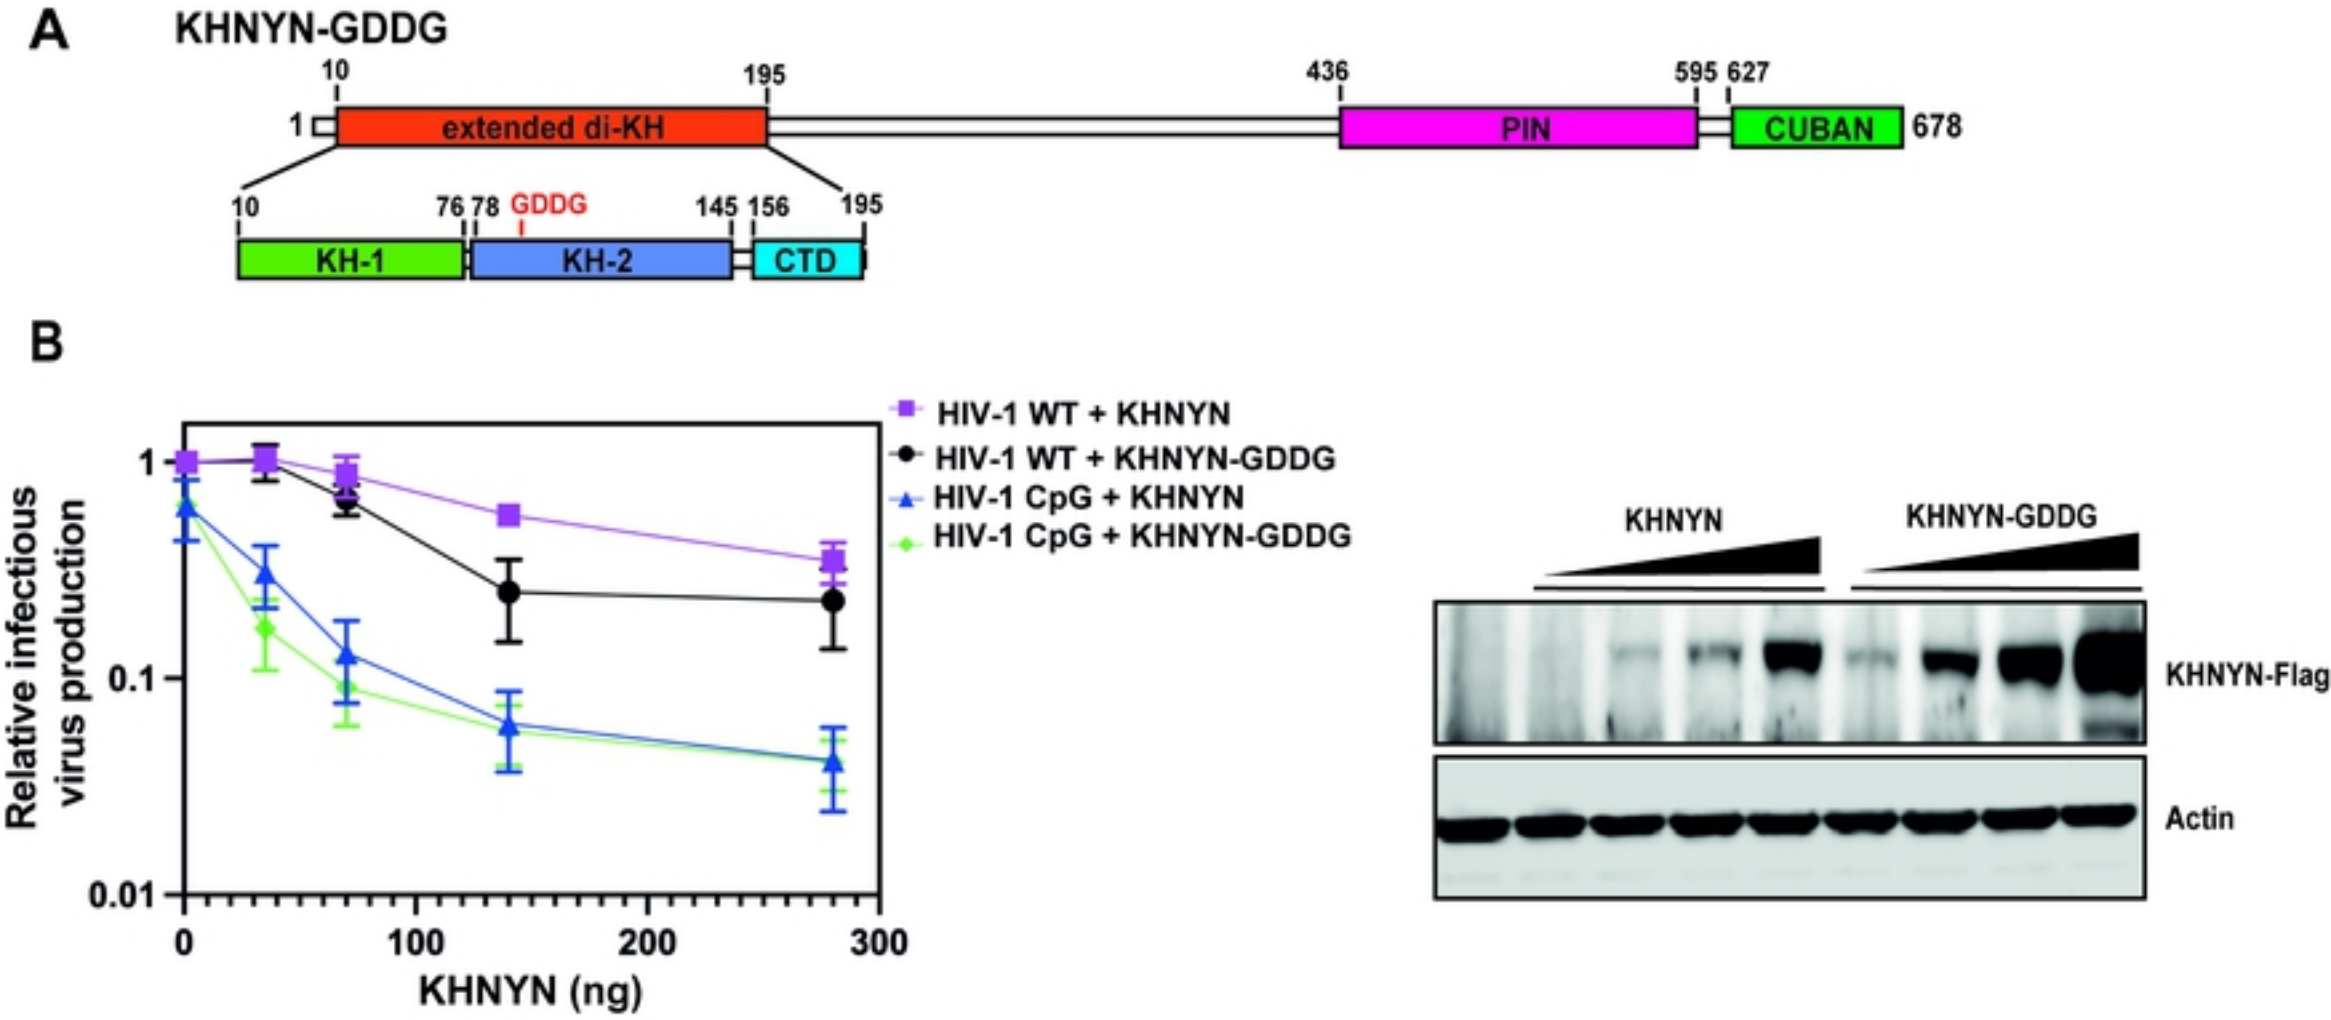 A
KHNYN-GDDG
10
195
436
595 627
1
extended di-KH
PIN
CUBAN
678
10
76 78
GDDG
145 156
195
KH-1
KH-2
CTD
B
HIV-1 WT + KHNYN
HIV-1 WT + KHNYN-GDDG
HIV-1 CpG + KHNYN
HIV-1 CpG + KHNYN-GDDG
Relative infectious
virus production
1
0.1
0.01
0
100
200
300
KHNYN (ng)
KHNYN
KHNYN-GDDG
KHNYN-Flag
Actin